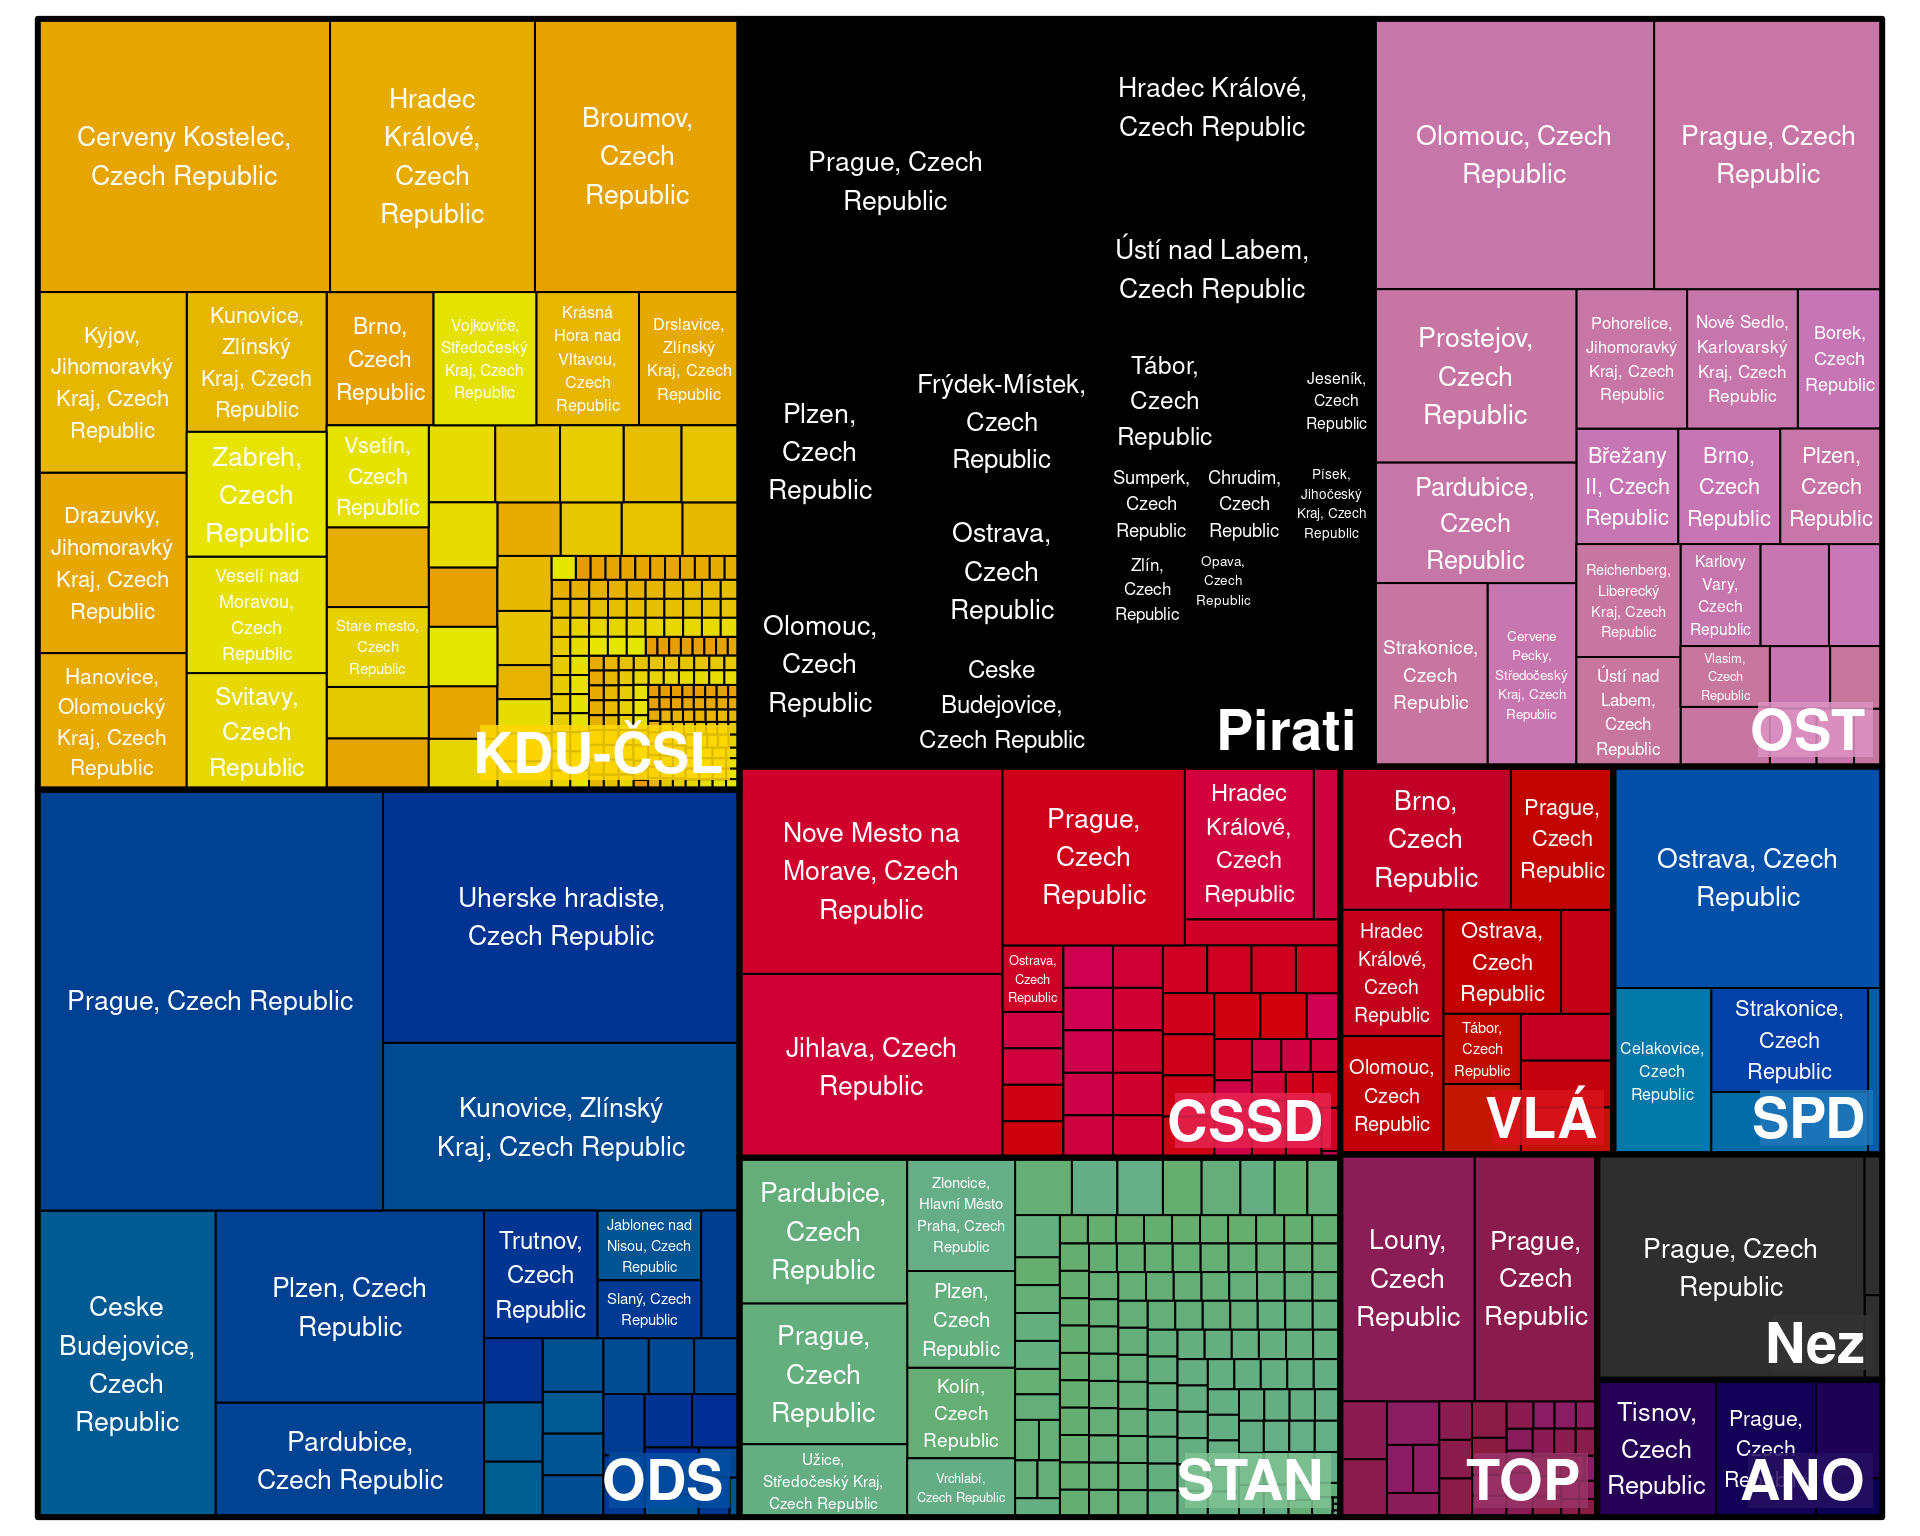 Cerveny Kostelec,
Czech Republic
Hradec
Králové,
Czech
Republic
Broumov,
Czech
Republic
Kyjov,
Jihomoravký
Kraj, Czech
Republic
Kunovice,
Zlínský
Kraj, Czech
Republic
Brno,
Czech
Republic
Vojkoviće,
Středočeský
Kraj, Czech
Republic
Krásná
Hora nad
Vltavou,
Czech
Republic
Drslavice,
Zlínský
Kraj, Czech
Republic
Drazuvky,
Jihomoravký
Kraj, Czech
Republic
Zabreh,
Czech
Republic
Vsetín,
Czech
Republic
Veselí nad
Moravou,
Czech
Republic
Stare mesto,
Czech
Republic
Hanovice,
Olomoucký
Kraj, Czech
Republic
Svitavy,
Czech
Republic
KDU-ČSL
Prague, Czech
Republic
Hradec Králové,
Czech Republic
Ústí nad Labem,
Czech Republic
Plzen,
Czech
Republic
Frýdek-Místek,
Czech
Republic
Tábor,
Czech
Republic
Jeseník,
Czech
Republic
Sumperk,
Czech
Republic
Chrudim,
Czech
Republic
Písek,
Jihočeský
Kraj, Czech
Republic
Ostrava,
Czech
Republic
Zlín,
Czech
Republic
Opava,
Czech
Republic
Olomouc,
Czech
Republic
Ceske
Budejovice,
Czech Republic
Pirati
Olomouc, Czech
Republic
Prague, Czech
Republic
Prostejov,
Czech
Republic
Pohorelice,
Jihomoravký
Kraj, Czech
Republic
Nové Sedlo,
Karlovarský
Kraj, Czech
Republic
Borek,
Czech
Republic
Pardubice,
Czech
Republic
Břežany
II, Czech
Republic
Brno,
Czech
Republic
Plzen,
Czech
Republic
Reichenberg,
Liberecký
Kraj, Czech
Republic
Karlovy
Vary,
Czech
Republic
Strakonice,
Czech
Republic
Cervene
Pecky,
Středočeský
Kraj, Czech
Republic
Ústí nad
Labem,
Czech
Republic
Vlasim,
Czech
Republic
OST
Prague, Czech Republic
Uherske hradiste,
Czech Republic
Kunovice, Zlínský
Kraj, Czech Republic
Ceske
Budejovice,
Czech
Republic
Plzen, Czech
Republic
Pardubice,
Czech Republic
Trutnov,
Czech
Republic
Jablonec nad
Nisou, Czech
Republic
Slaný, Czech
Republic
ODS
Nove Mesto na
Morave, Czech
Republic
Prague,
Czech
Republic
Hradec
Králové,
Czech
Republic
Jihlava, Czech
Republic
Ostrava,
Czech
Republic
CSSD
Brno,
Czech
Republic
Prague,
Czech
Republic
Hradec
Králové,
Czech
Republic
Ostrava,
Czech
Republic
Olomouc,
Czech
Republic
Tábor,
Czech
Republic
VLÁ
Ostrava, Czech
Republic
Celakovice,
Czech
Republic
Strakonice,
Czech
Republic
SPD
Pardubice,
Czech
Republic
Zloncice,
Hlavní Město
Praha, Czech
Republic
Prague,
Czech
Republic
Plzen,
Czech
Republic
Kolín,
Czech
Republic
Užice,
Středočeský Kraj,
Czech Republic
Vrchlabí,
Czech Republic
STAN
Louny,
Czech
Republic
Prague,
Czech
Republic
TOP
Prague, Czech
Republic
Nez
Tisnov,
Czech
Republic
Prague,
Czech
ANO